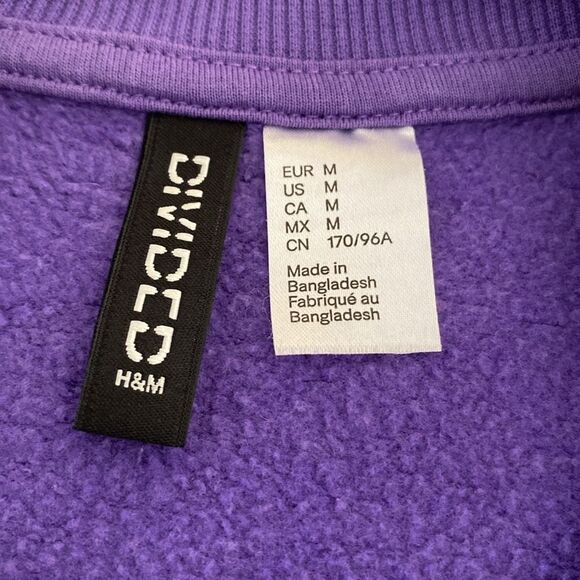 DIVIDED
H&M
EUR M
US M
CA M
MX M
CN 170/96A
Made in
Bangladesh
Fabriqué au
Bangladesh